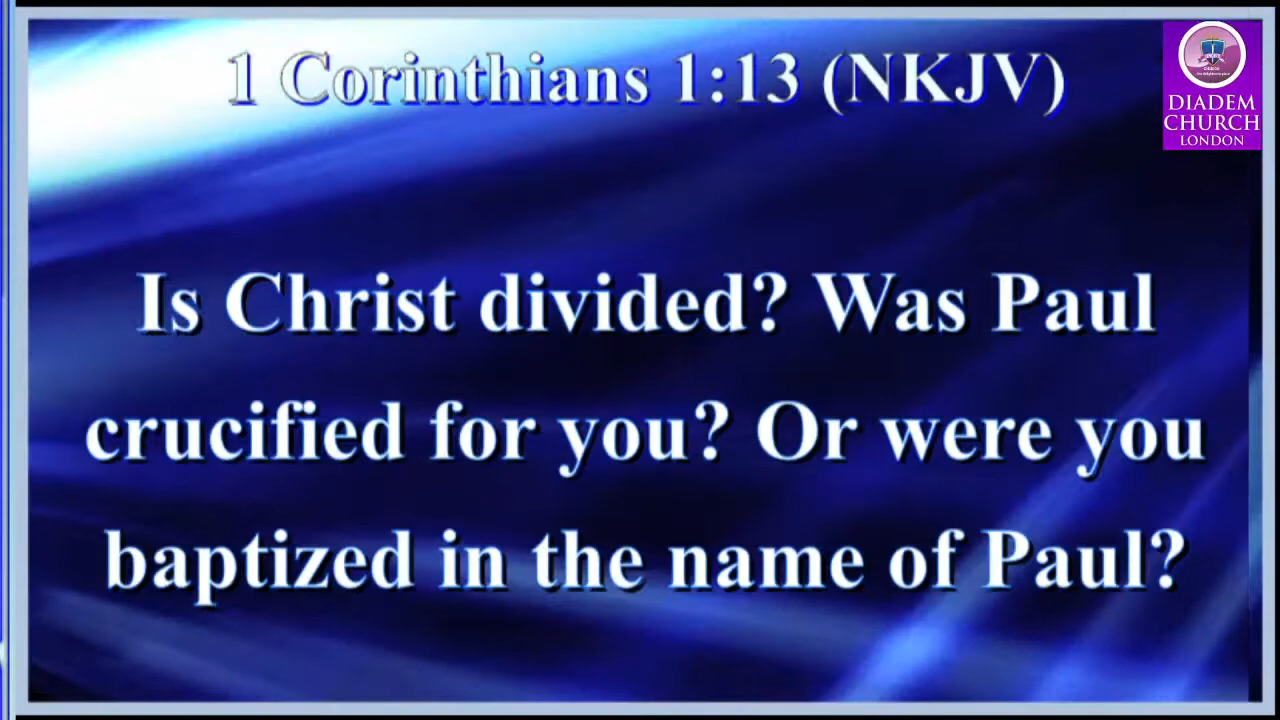 1 Corinthians 1:13 (NKJV)
DIADEM
CHURCH
LONDON
Is Christ divided? Was Paul
crucified for you? Or were you
baptized in the name of Paul?